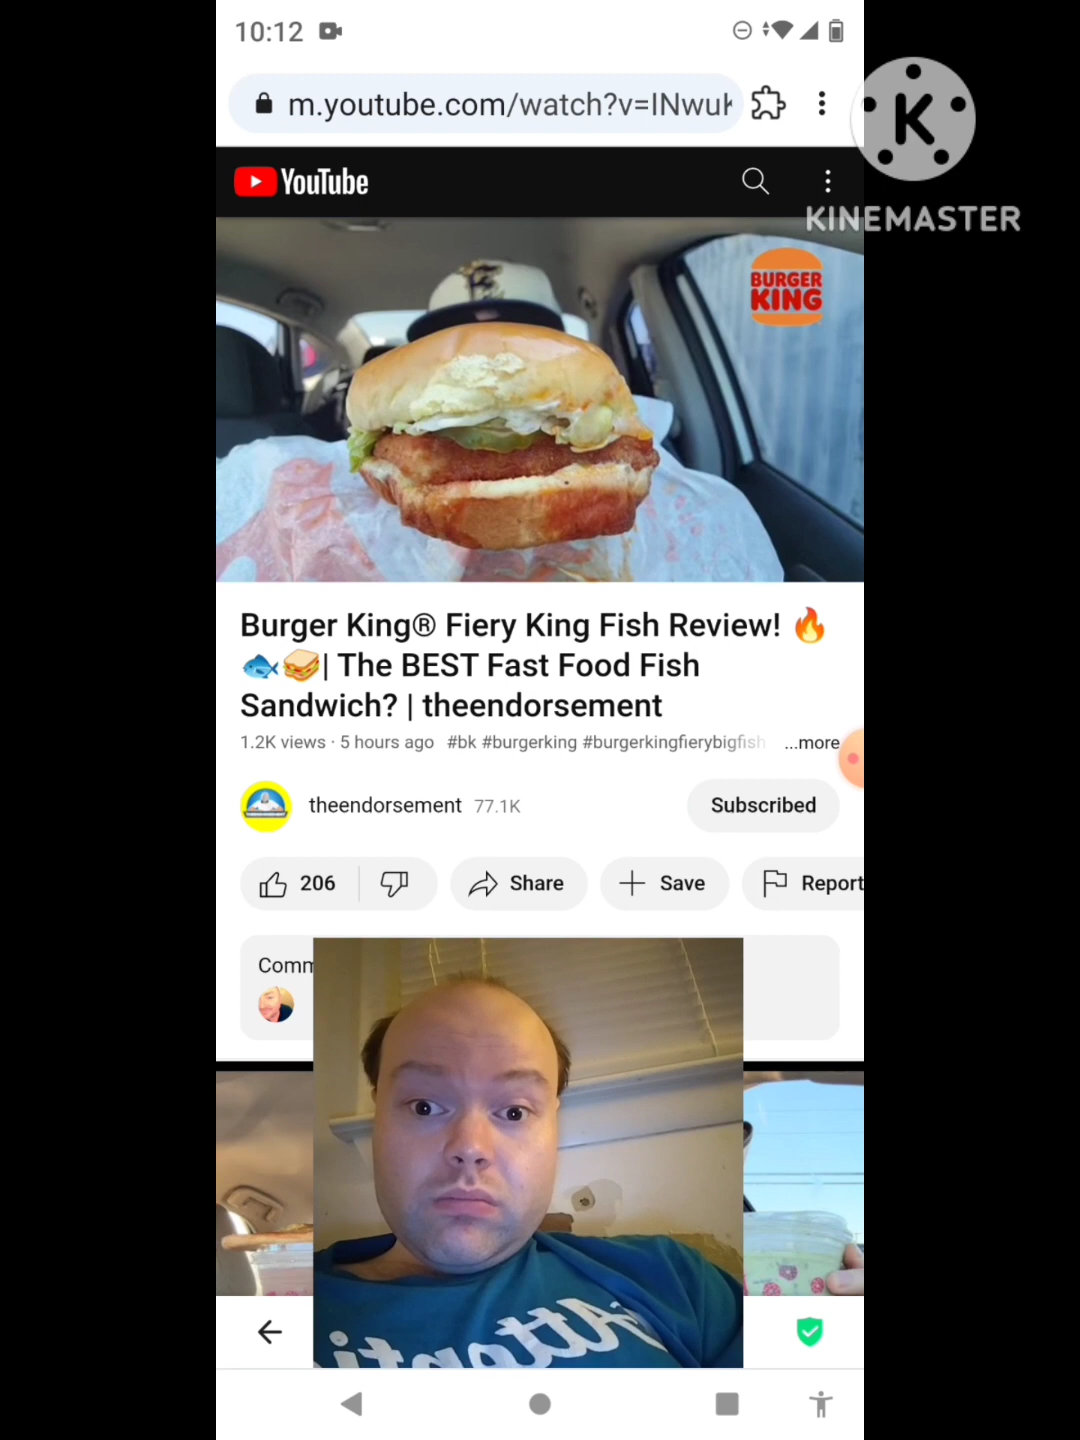 10:12
m.youtube.com/watch?v=INwuk
K
KINEMASTER
YouTube
BURGER
KING
Burger King® Fiery King Fish Review! 🔥
🐟🥪| The BEST Fast Food Fish
Sandwich? | theendorsement
1.2K views · 5 hours ago #bk #burgerking #burgerkingfierybigfish ...more
theendorsement 77.1K Subscribed
206 Share Save Report
Comm
Attentio